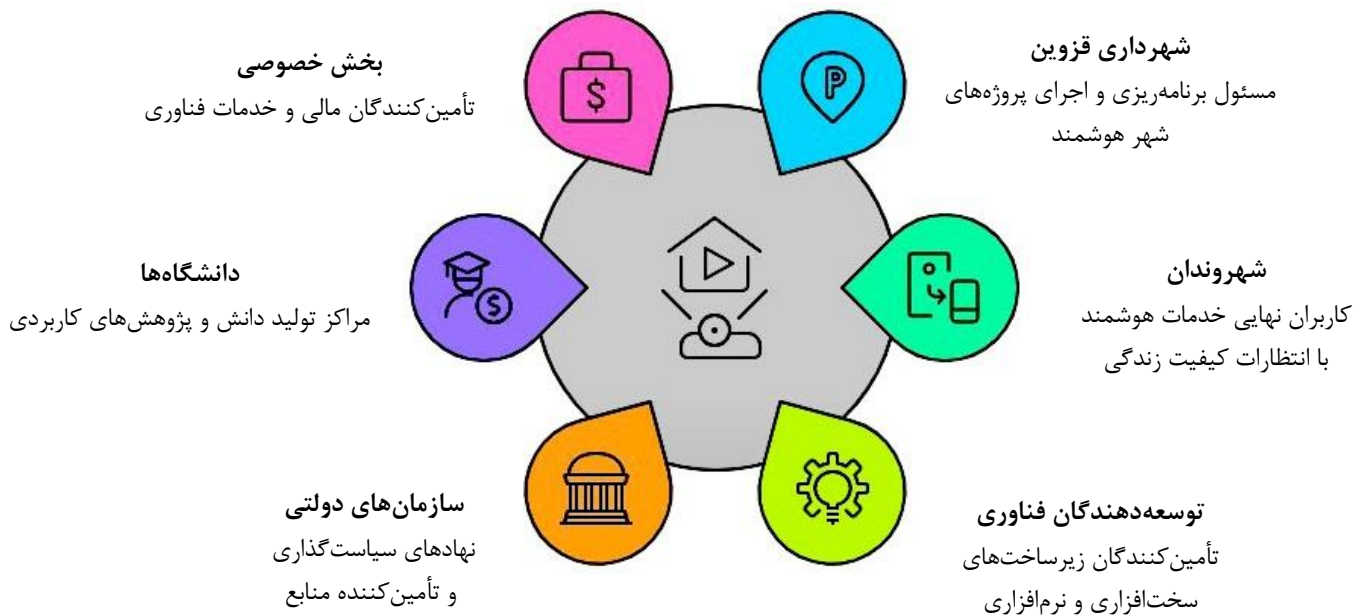 شهرداری قزوین
مسئول برنامه‌ریزی و اجرای پروژه‌های
شهر هوشمند
بخش خصوصی
تأمین‌کنندگان مالی و خدمات فناوری
شهروندان
کاربران نهایی خدمات هوشمند
با انتظارات کیفیت زندگی
دانشگاه‌ها
مراکز تولید دانش و پژوهش‌های کاربردی
توسعه‌دهندگان فناوری
تأمین‌کنندگان زیرساخت‌های
سخت‌افزاری و نرم‌افزاری
سازمان‌های دولتی
نهادهای سیاست‌گذاری
و تأمین‌کننده منابع
P
$
$